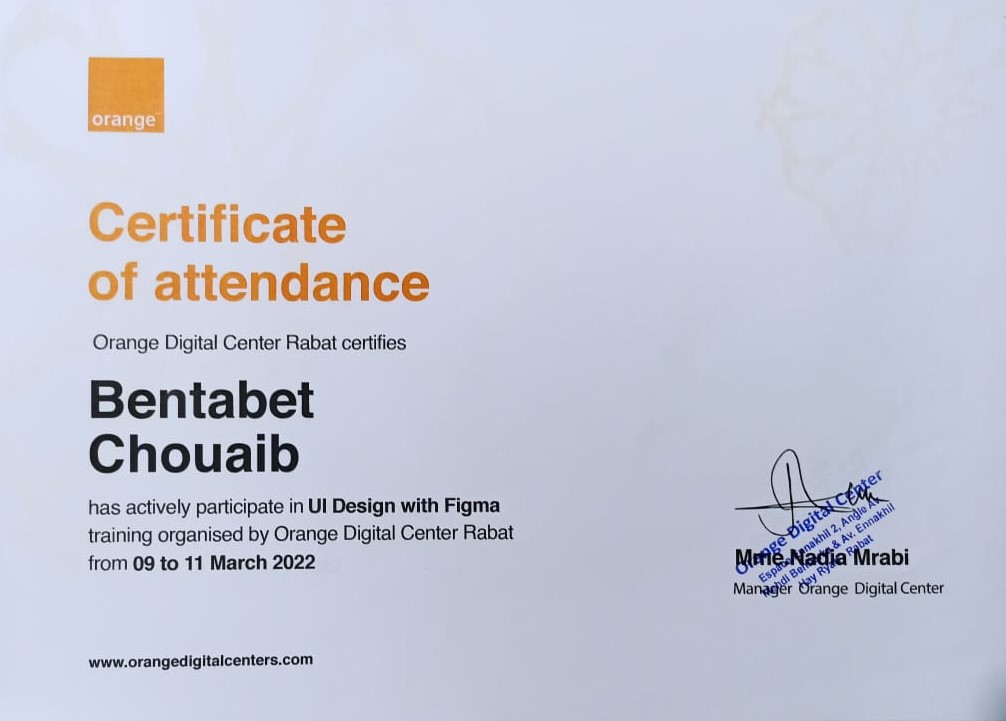 orange
Certificate
of attendance
Orange Digital Center Rabat certifies
Bentabet
Chouaib
has actively participate in UI Design with Figma
training organised by Orange Digital Center Rabat
from 09 to 11 March 2022
Orange Digital Center
Espace Ennakhil 2, Angle Av.
Mehdi Ben & Av. Ennakhil
Hay Ryad - Rabat
Mme Nadia Mrabi
Manager Orange Digital Center
www.orangedigitalcenters.com